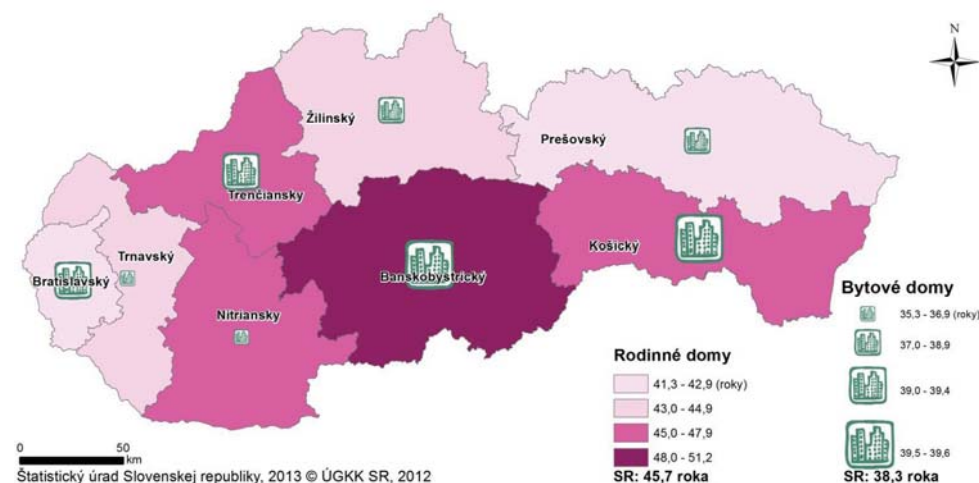 N
Žilinský
Prešovský
Trenčiansky
Košický
Trnavský
Bratislavský
Banskobystrický
Nitriansky
Bytové domy
35,3 - 36,9 (roky)
37,0 - 38,9
39,0 - 39,4
39,5 - 39,6
SR: 38,3 roka
Rodinné domy
41,3 - 42,9 (roky)
43,0 - 44,9
45,0 - 47,9
48,0 - 51,2
SR: 45,7 roka
0 50
km
Štatistický úrad Slovenskej republiky, 2013 © ÚGKK SR, 2012